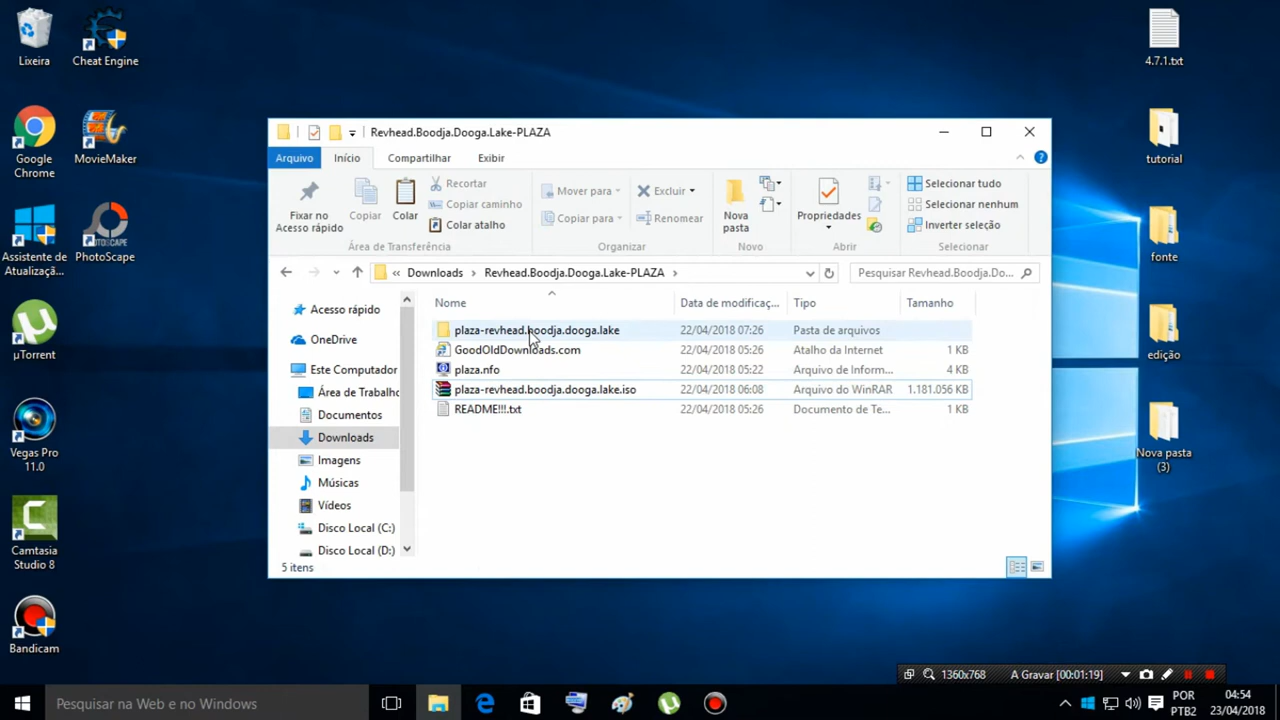 Lixeira
Cheat Engine
Google
Chrome
MovieMaker
Assistente de
Atualizaçã...
PHOTOSCAPE
PhotoScape
µTorrent
Vegas Pro
11.0
Camtasia
Studio 8
Bandicam
4.7.1.txt
tutorial
fonte
edição
Nova pasta
(3)
Revhead.Boodja.Dooga.Lake-PLAZA
Arquivo Início Compartilhar Exibir
Fixar no
Acesso rápido
Copiar
Colar
Recortar
Copiar caminho
Colar atalho
Área de Transferência
Mover para
Copiar para
Excluir
Renomear
Organizar
Nova
pasta
Novo
Propriedades
Abrir
Selecionar tudo
Selecionar nenhum
Inverter seleção
Selecionar
« Downloads > Revhead.Boodja.Dooga.Lake-PLAZA >
Pesquisar Revhead.Boodja.Do...
Acesso rápido
OneDrive
Este Computador
Área de Trabalho
Documentos
Downloads
Imagens
Músicas
Vídeos
Disco Local (C:)
Disco Local (D:)
Nome Data de modificaç... Tipo Tamanho
plaza-revhead.boodja.dooga.lake 22/04/2018 07:26 Pasta de arquivos
GoodOldDownloads.com 22/04/2018 05:26 Atalho da Internet 1 KB
plaza.nfo 22/04/2018 05:22 Arquivo de Inform... 4 KB
plaza-revhead.boodja.dooga.lake.iso 22/04/2018 06:08 Arquivo do WinRAR 1.181.056 KB
README!!!.txt 22/04/2018 05:26 Documento de Te... 1 KB
5 itens
1360x768 A Gravar [00:01:19]
Pesquisar na Web e no Windows
POR
PTB2
04:54
23/04/2018